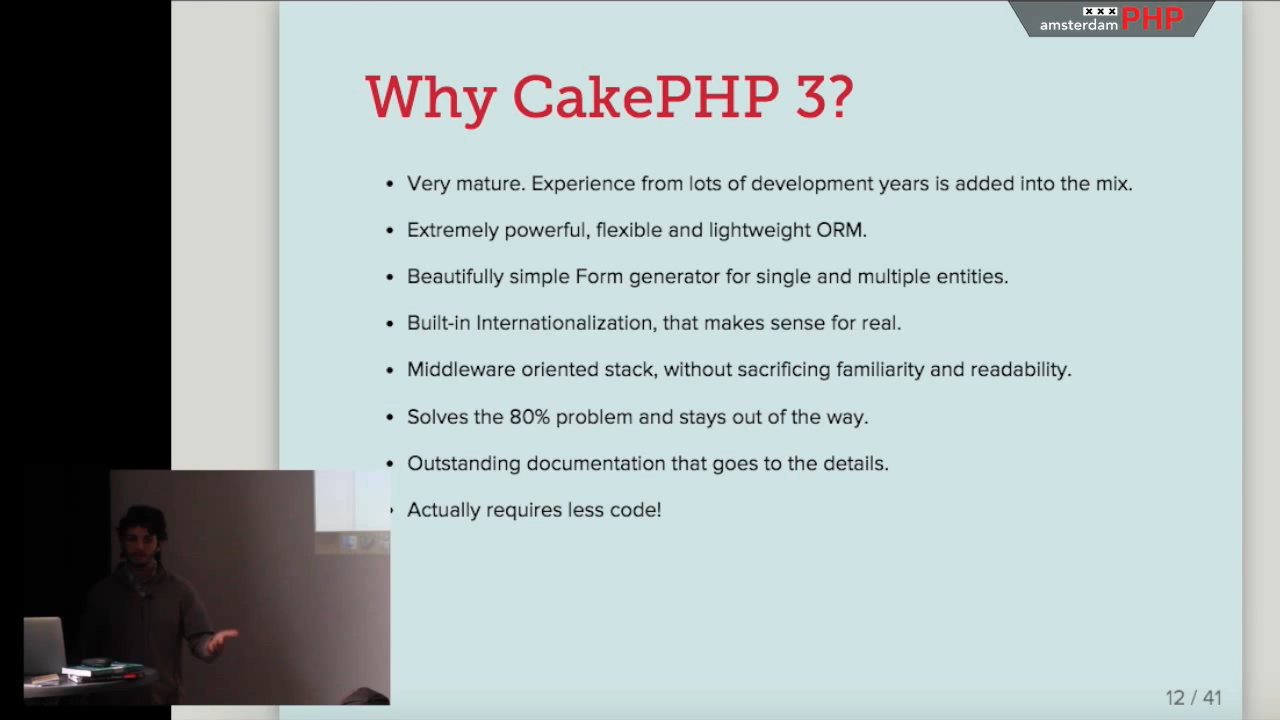 xxx
amsterdamPHP
Why CakePHP 3?
• Very mature. Experience from lots of development years is added into the mix.
• Extremely powerful, flexible and lightweight ORM.
• Beautifully simple Form generator for single and multiple entities.
• Built-in Internationalization, that makes sense for real.
• Middleware oriented stack, without sacrificing familiarity and readability.
• Solves the 80% problem and stays out of the way.
• Outstanding documentation that goes to the details.
• Actually requires less code!
12 / 41